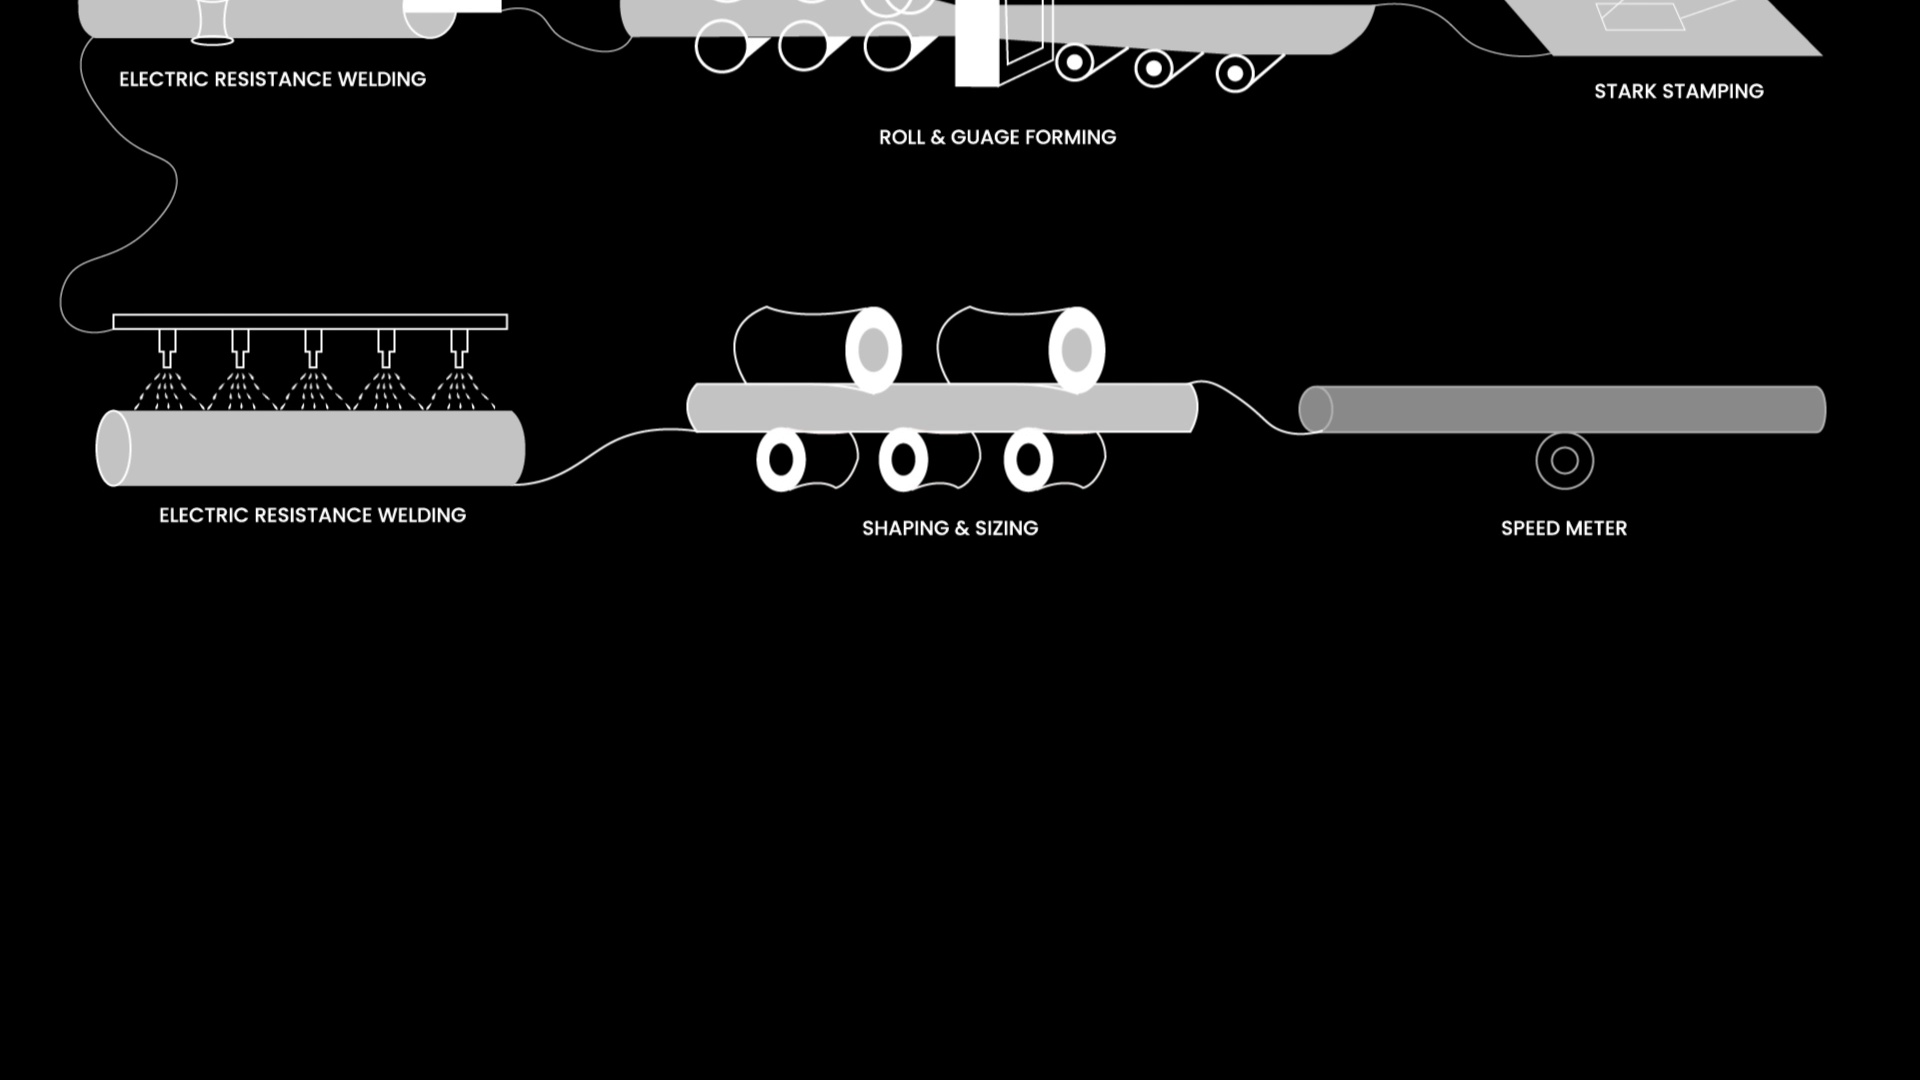 ELECTRIC RESISTANCE WELDING
STARK STAMPING
ROLL & GUAGE FORMING
ELECTRIC RESISTANCE WELDING
SHAPING & SIZING
SPEED METER